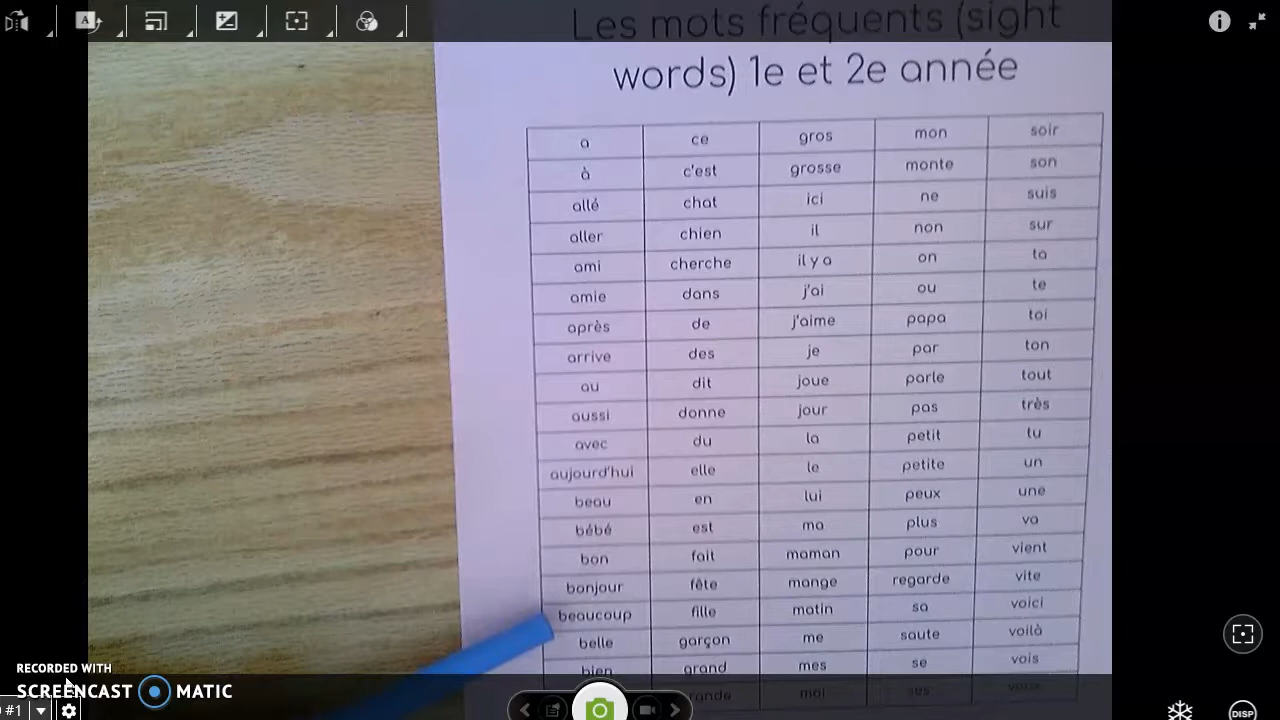 Les mots fréquents (sight
words) 1e et 2e année
a ce gros mon soir
à c'est grosse monte son
allé chat ici ne suis
aller chien il non sur
ami cherche il y a on ta
amie dans j'ai ou te
après de j'aime papa toi
arrive des je par ton
au dit joue parle tout
aussi donne jour pas très
avec du la petit tu
aujourd'hui elle le petite un
beau en lui peux une
bébé est ma plus va
bon fait maman pour vient
bonjour fête mange regarde vite
beaucoup fille matin sa voici
belle garçon me saute voilà
bien grand mes se vois
moi ses
RECORDED WITH
SCREENCAST MATIC
#1
DISP